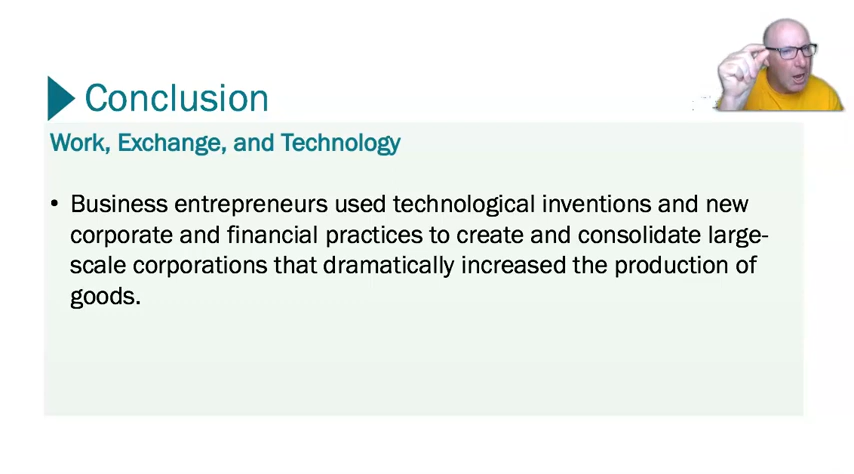 Conclusion
Work, Exchange, and Technology
• Business entrepreneurs used technological inventions and new
corporate and financial practices to create and consolidate large-
scale corporations that dramatically increased the production of
goods.